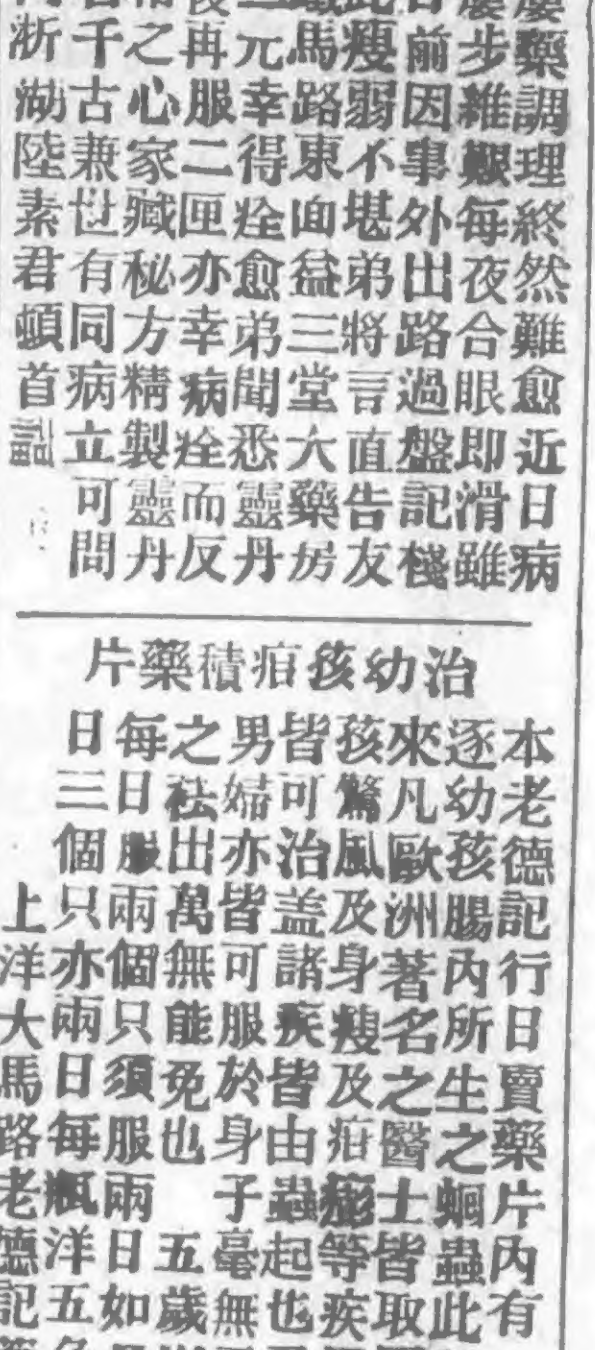 藥調理終然難愈近日病
步維艱每夜合眼即滑雖
前因事外出路過盤記棧
瘦弱不堪弟將言直告友
馬路東面益三堂大藥房
元幸得痊愈弟聞悉靈丹
再服二匣亦幸病痊而反
之心家藏秘方精製靈丹
千古兼世有同病立可問
浙湖陸素君頓首
治幼孩疳積藥片
本老德記行日賣藥片內有
逐幼孩腸內所生之蛔蟲此
來凡歐洲著名之醫士皆取
孩驚風及身瘦及疳膨等疾
皆可治盖諸疾皆由蟲起也
男婦亦皆可服於身子毫無
之祛出萬無能免也 五歲
每日服兩個只須服兩日如
日三個只亦兩日每瓶洋五
上洋大馬路老德記